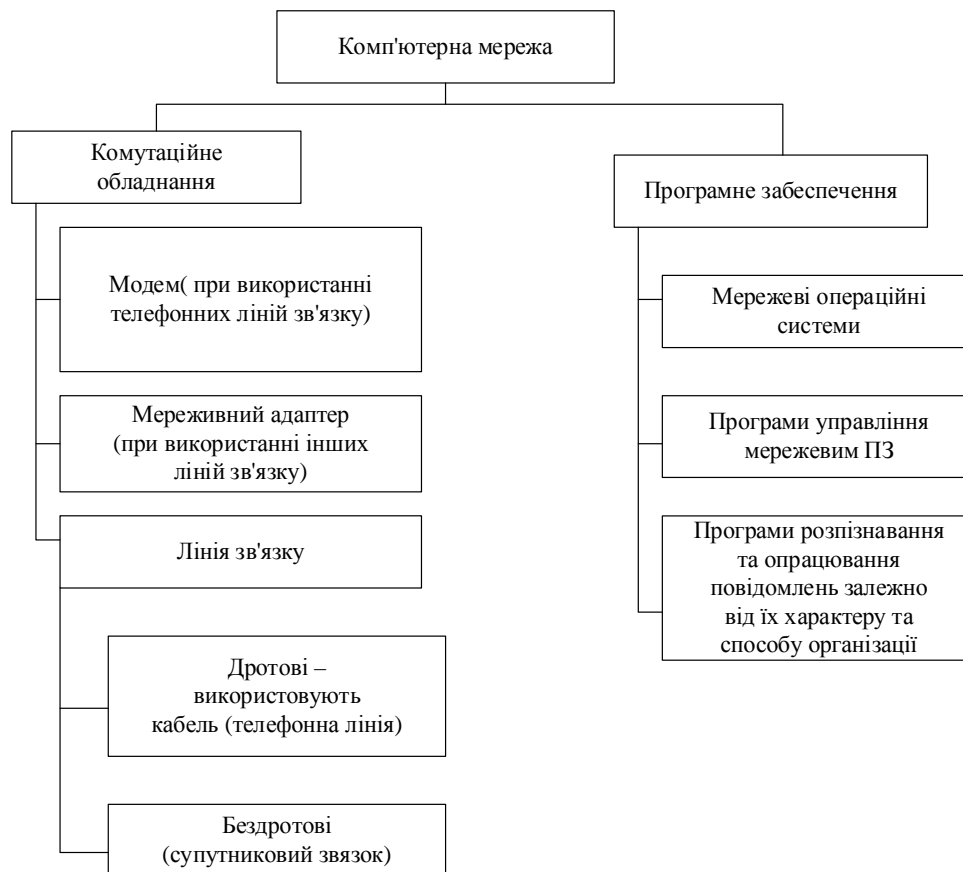 Комп'ютерна мережа
Комутаційне
обладнання
Модем( при використанні
телефонних ліній зв'язку)
Мереживний адаптер
(при використанні інших
ліній зв'язку)
Лінія зв'язку
Дротові –
використовують
кабель (телефонна лінія)
Бездротові
(супутниковий звязок)
Програмне забеспечення
Мережеві операційні
системи
Програми управління
мережевим ПЗ
Програми розпізнавання
та опрацювання
повідомлень залежно
від їх характеру та
способу організації